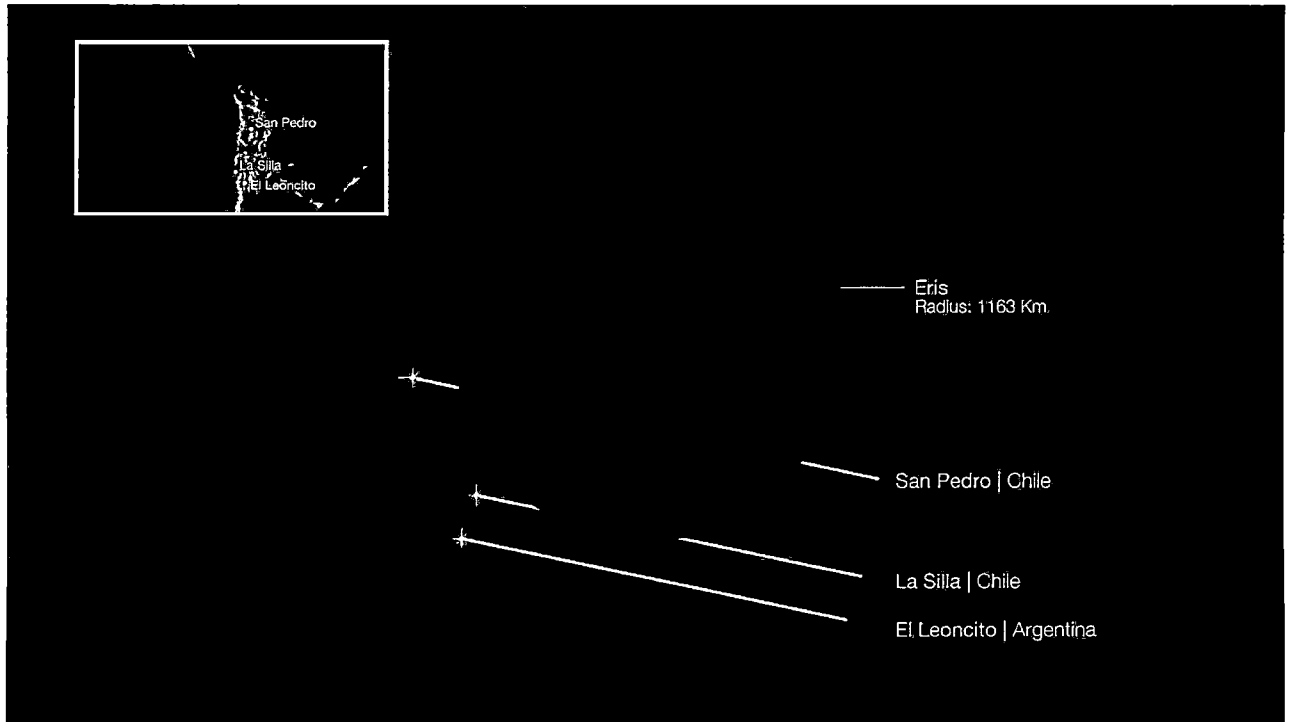 San Pedro
La Silla
El Leoncito
Eris
Radius: 1163 Km.
San Pedro | Chile
La Silla | Chile
El Leoncito | Argentina